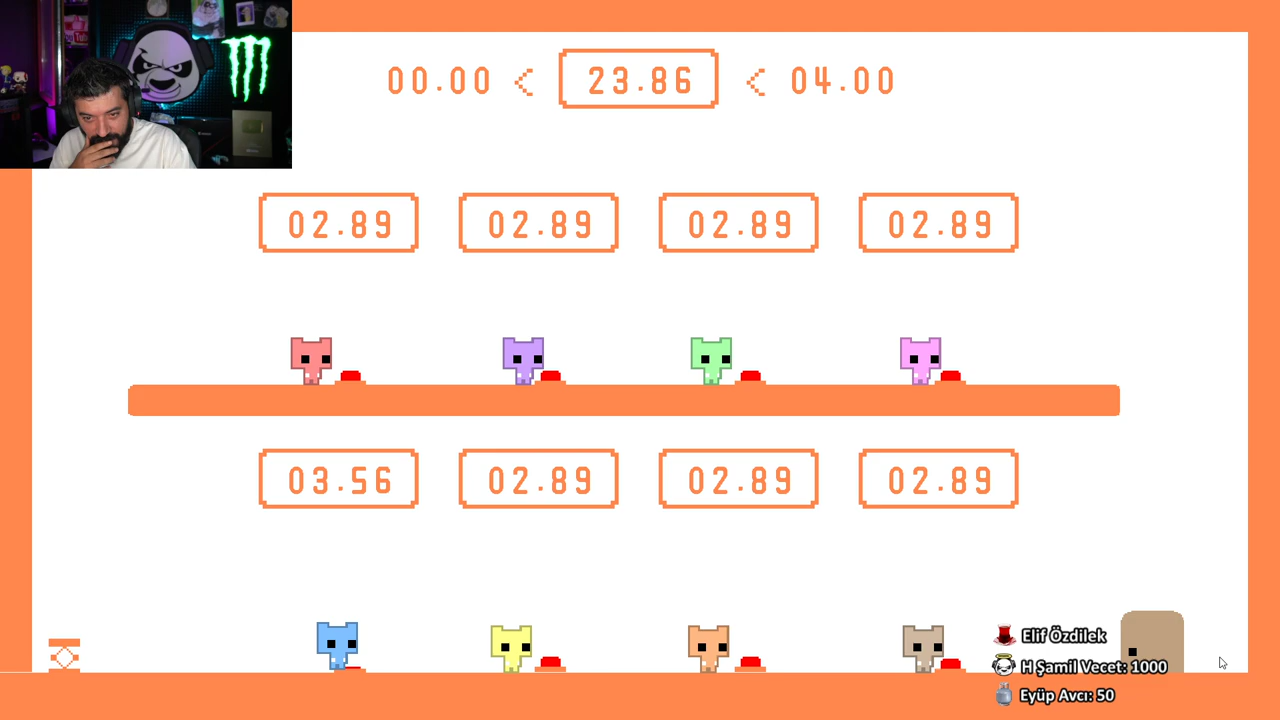 00.00 < 23.86 < 04.00
02.89 02.89 02.89 02.89
03.56 02.89 02.89 02.89
Elif Özdilek
H Şamil Vecet: 1000
Eyüp Avcı: 50